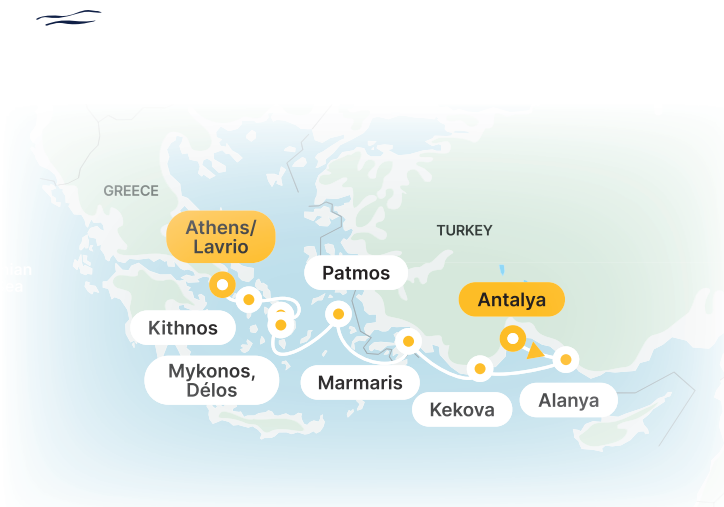 GREECE
Athens/
Lavrio
TURKEY
Patmos
Antalya
Kithnos
Mykonos,
Délos
Marmaris
Kekova
Alanya